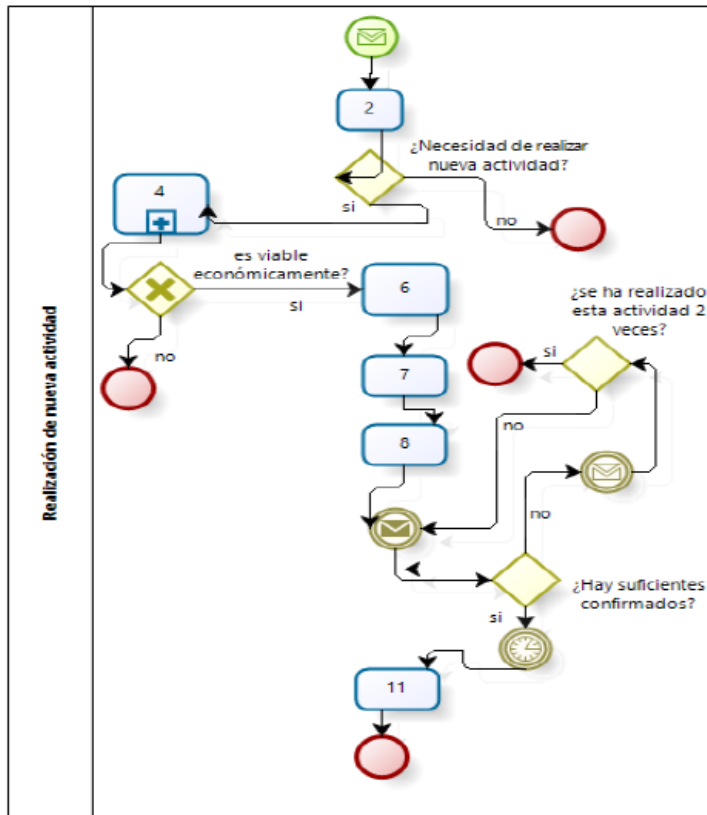 Realización de nueva actividad
2
¿Necesidad de realizar
nueva actividad?
4
si
no
es viable
económicamente?
si
6
no
¿se ha realizado
esta actividad 2
veces?
si
7
no
8
no
¿Hay suficientes
confirmados?
si
11